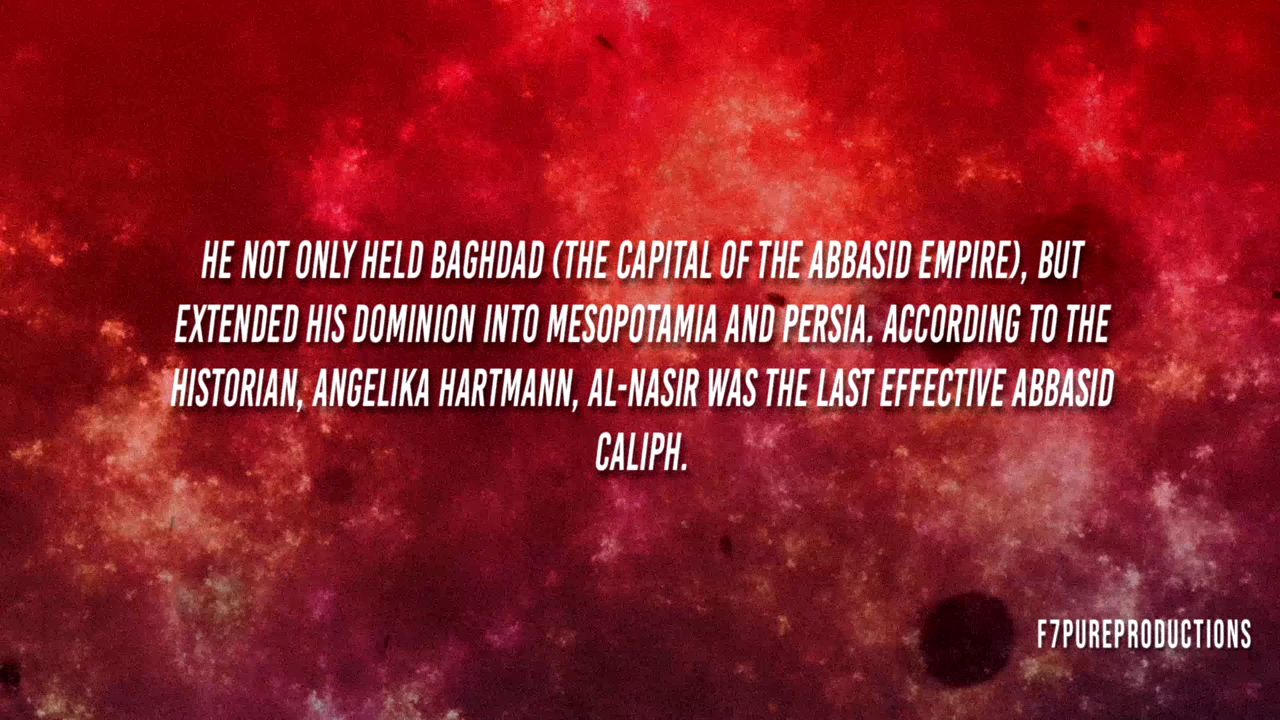 HE NOT ONLY HELD BAGHDAD (THE CAPITAL OF THE ABBASID EMPIRE), BUT
EXTENDED HIS DOMINION INTO MESOPOTAMIA AND PERSIA. ACCORDING TO THE
HISTORIAN, ANGELIKA HARTMANN, AL-NASIR WAS THE LAST EFFECTIVE ABBASID
CALIPH.
F7PUREPRODUCTIONS